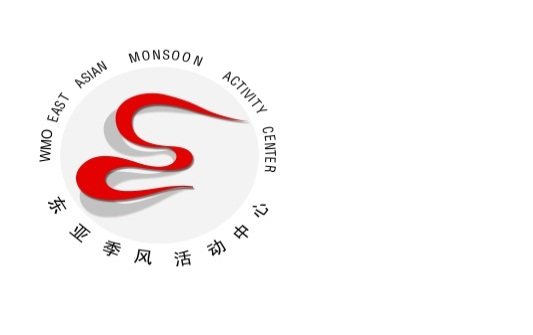 WMO EAST ASIAN MONSOON ACTIVITY CENTER
东亚季风活动中心